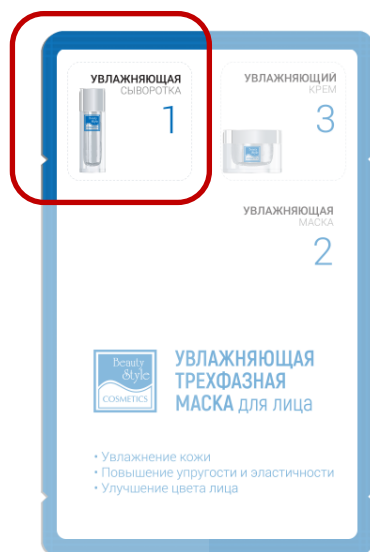 УВЛАЖНЯЮЩАЯ
СЫВОРОТКА
1
УВЛАЖНЯЮЩИЙ
КРЕМ
3
УВЛАЖНЯЮЩАЯ
МАСКА
2
Beauty
Style
COSMETICS
УВЛАЖНЯЮЩАЯ
ТРЕХФАЗНАЯ
МАСКА для лица
• Увлажнение кожи
• Повышение упругости и эластичности
• Улучшение цвета лица